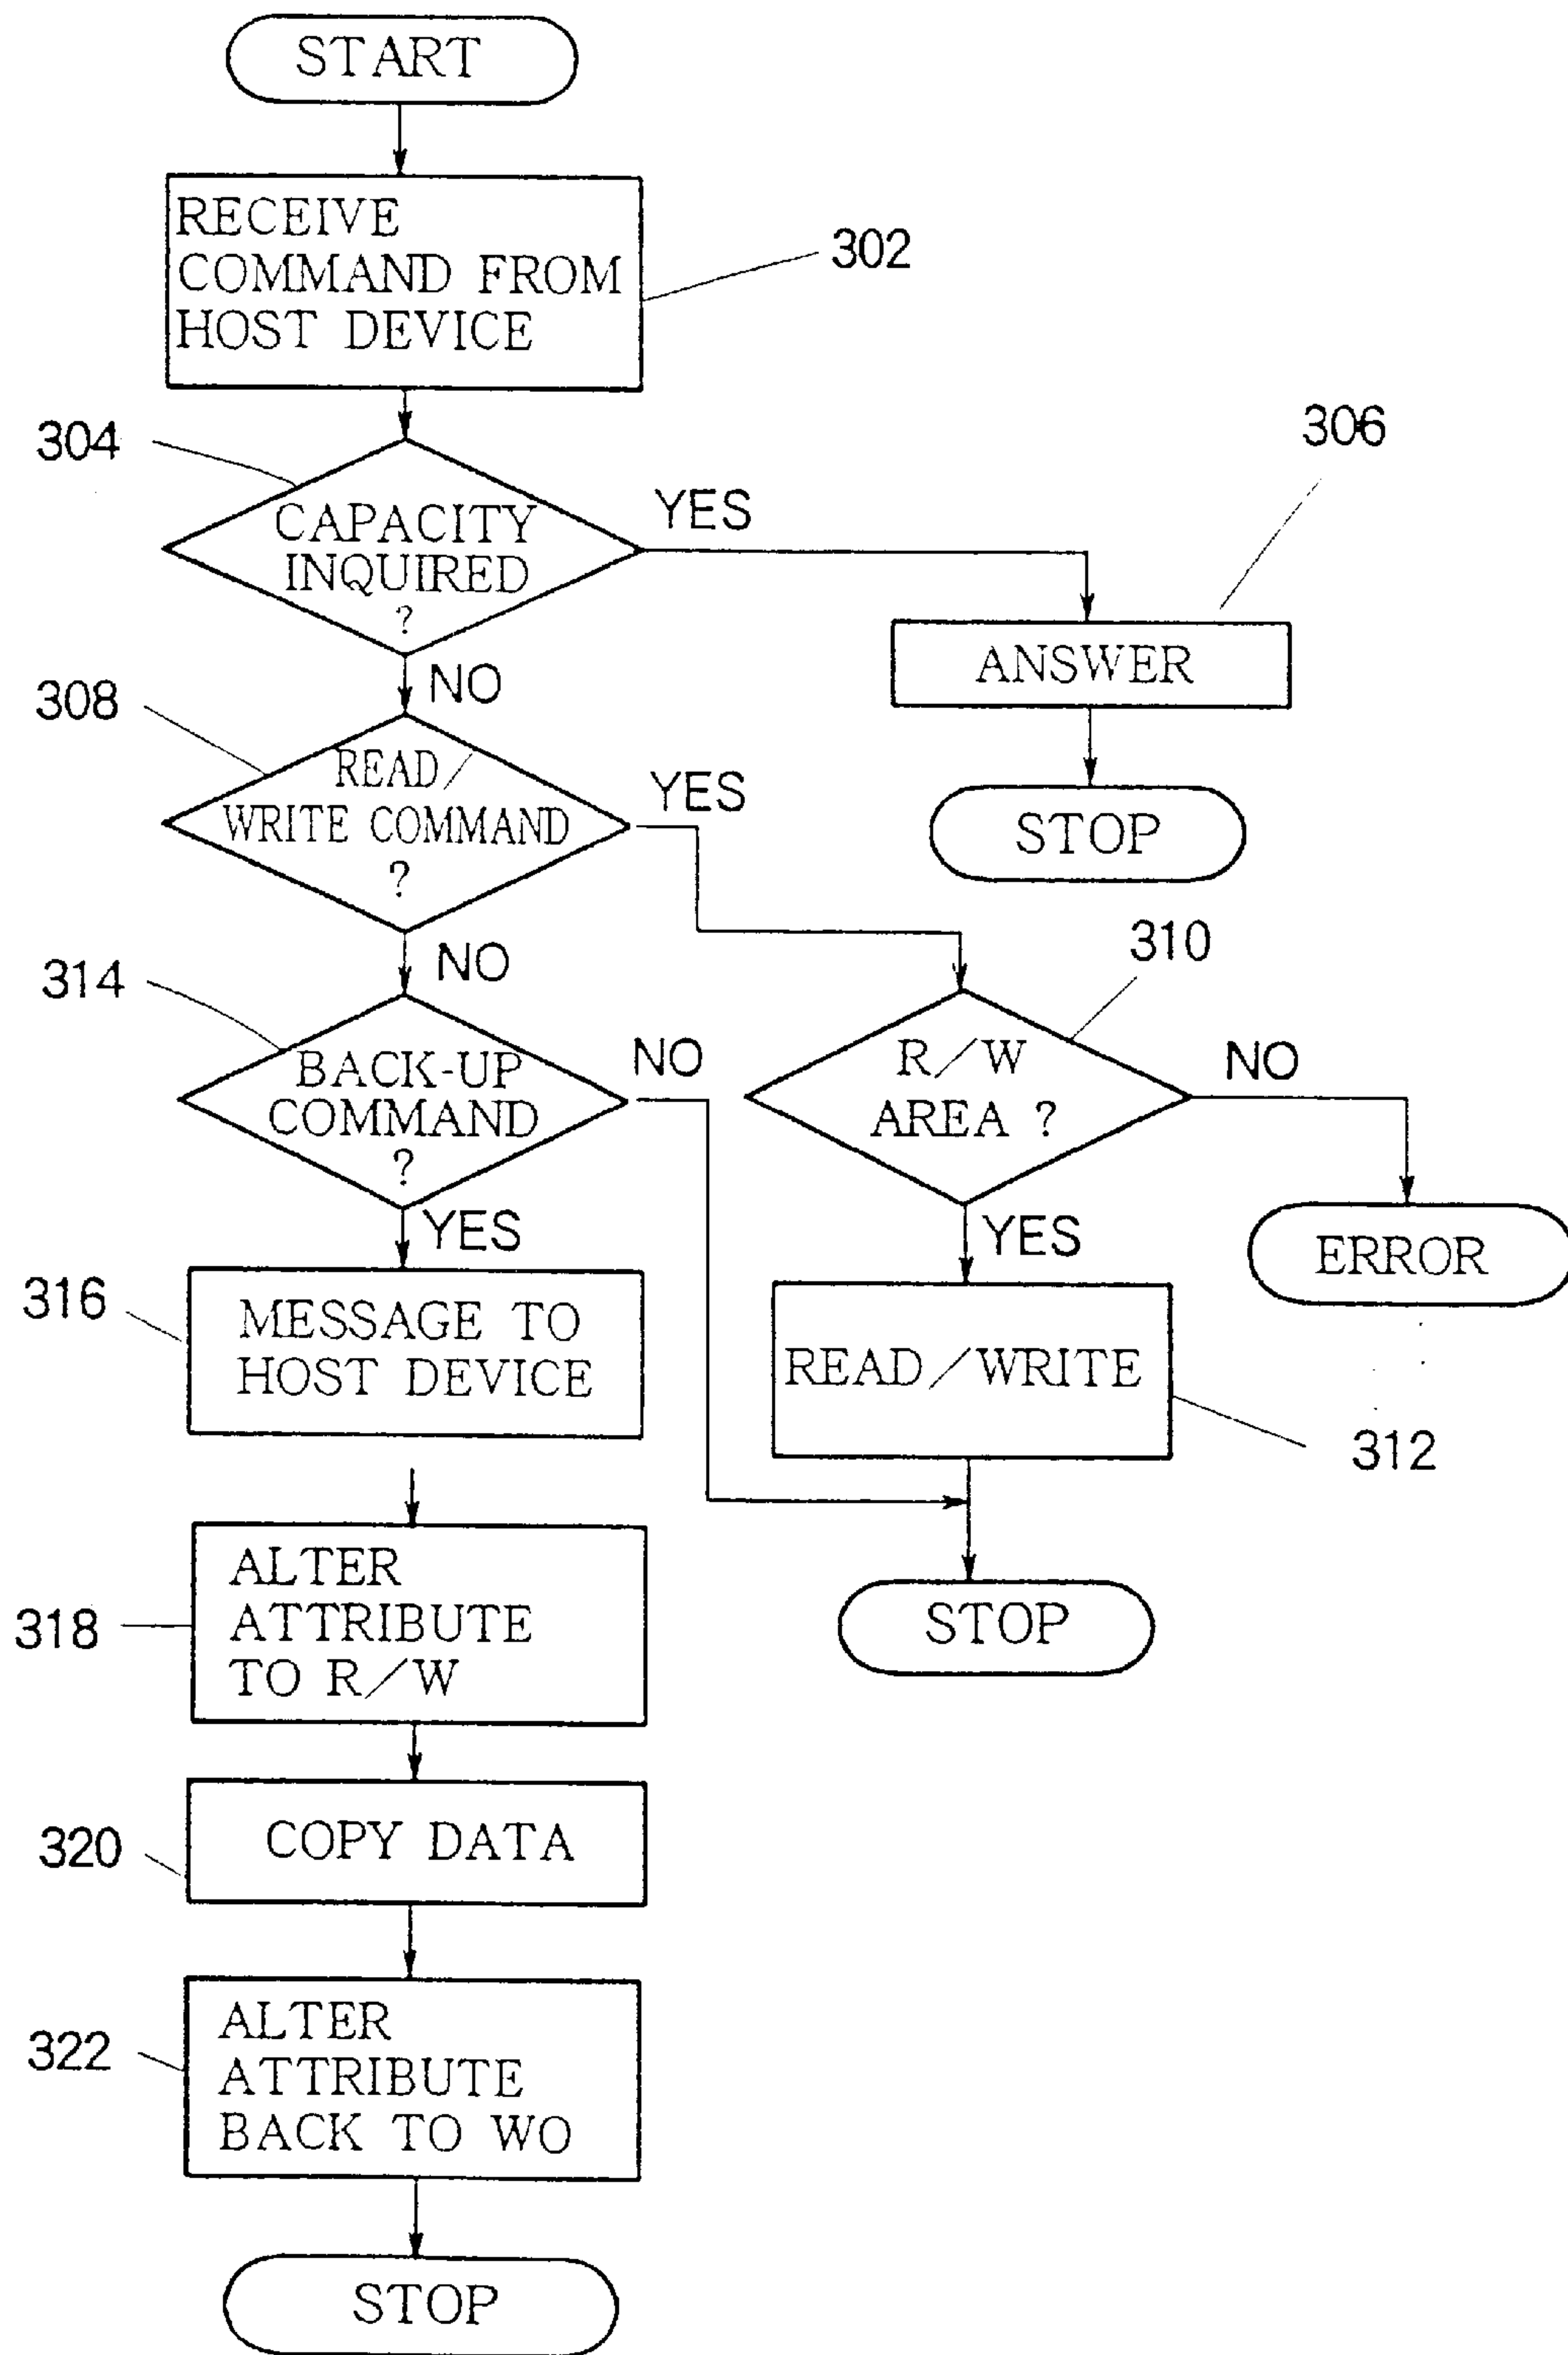 START
RECEIVE
COMMAND FROM
HOST DEVICE
302
304
CAPACITY
INQUIRED
?
YES
306
ANSWER
NO
STOP
308
READ/
WRITE COMMAND
?
YES
310
R/W
AREA ?
NO
ERROR
YES
READ/WRITE
312
STOP
NO
314
BACK-UP
COMMAND
?
NO
YES
316
MESSAGE TO
HOST DEVICE
318
ALTER
ATTRIBUTE
TO R/W
320
COPY DATA
322
ALTER
ATTRIBUTE
BACK TO WO
STOP